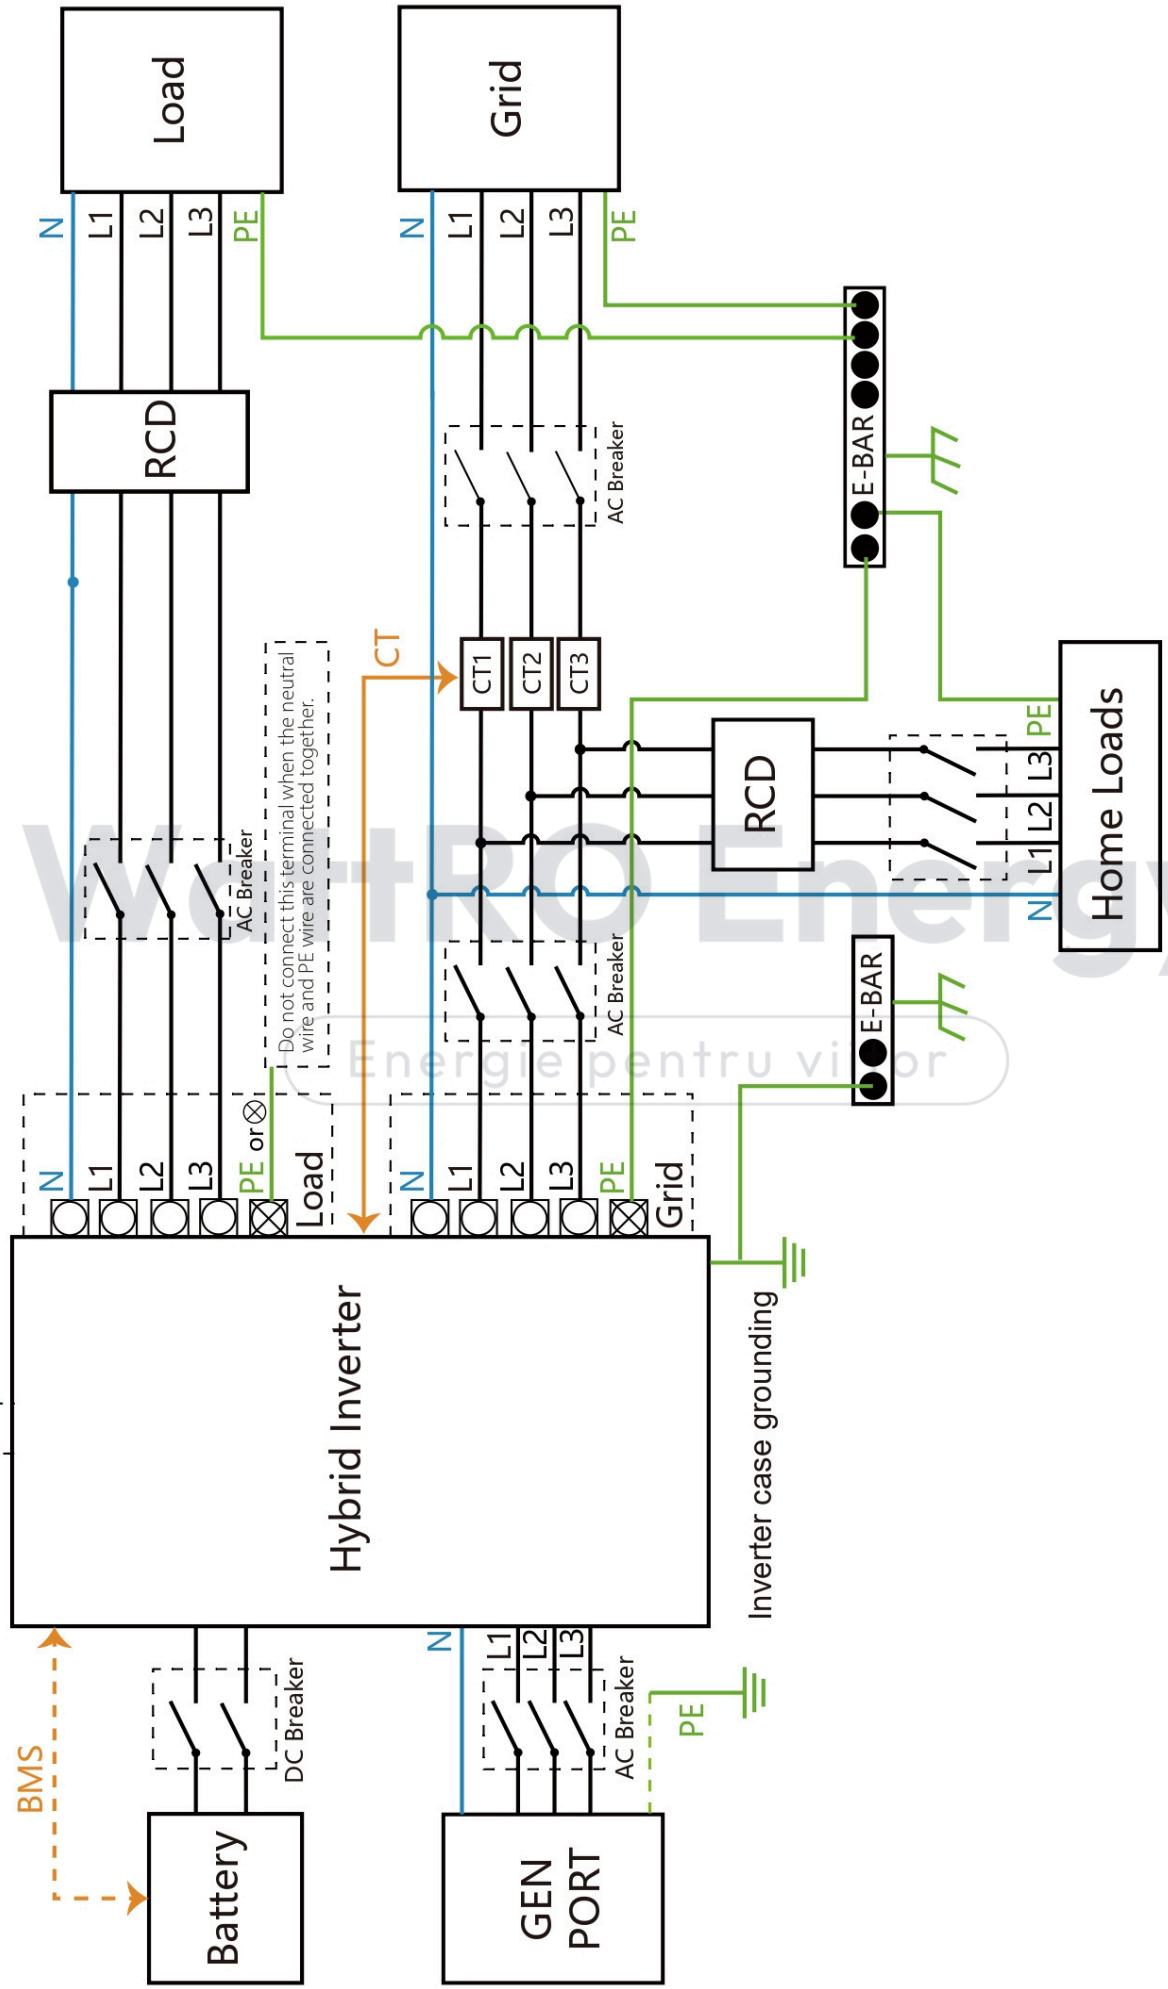 Load
N
L1
L2
L3
PE
Grid
N
L1
L2
L3
PE
RCD
AC Breaker
E-BAR
CT
CT1
CT2
CT3
Do not connect this terminal when the neutral
wire and PE wire are connected together.
AC Breaker
RCD
L1
L2
L3
PE
N
Home Loads
WattRO Energy
Energie pentru viitor
AC Breaker
E-BAR
N
L1
L2
L3
PE or
Load
N
L1
L2
L3
PE
Grid
Hybrid Inverter
Inverter case grounding
BMS
DC Breaker
Battery
N
L1
L2
L3
AC Breaker
PE
GEN
PORT